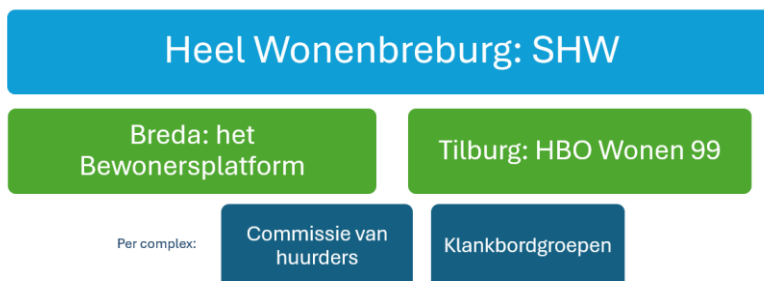 Heel Wonenbreburg: SHW
Breda: het
Bewonersplatform
Tilburg: HBO Wonen 99
Per complex:
Commissie van
huurders
Klankbordgroepen